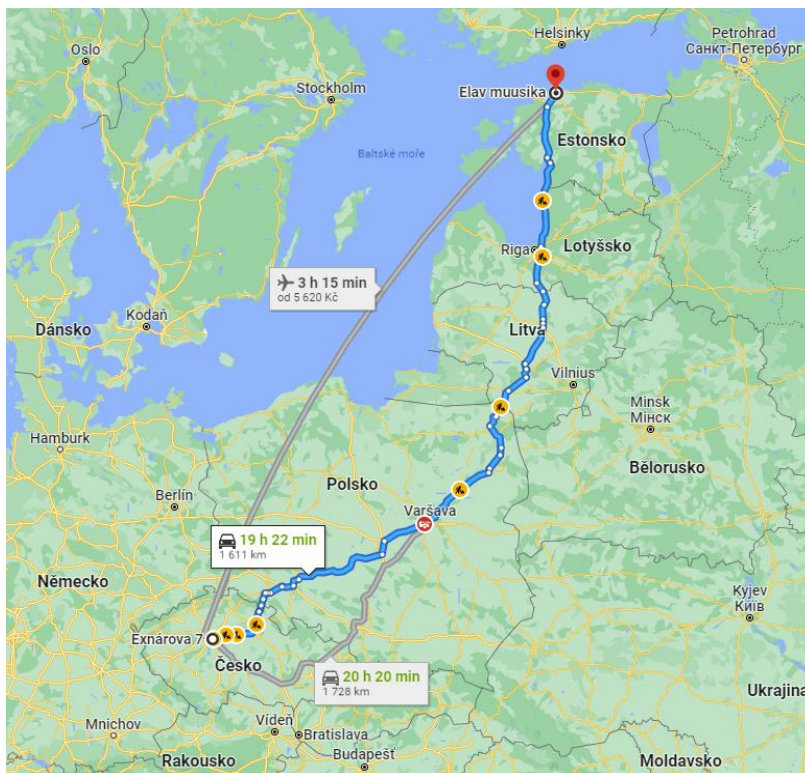 Oslo
Helsinky
Petrohrad
Санкт-Петербург
Stockholm
Elav muusika
Estonsko
Baltské moře
Riga
Lotyšsko
3 h 15 min
od 5 620 Kč
Dánsko
Kodaň
Litva
Vilnius
Minsk
Мінск
Hamburk
Bělorusko
Polsko
Berlín
Varšava
19 h 22 min
1 611 km
Německo
Kyjev
Київ
Exnárova 7
Česko
20 h 20 min
1 728 km
Ukrajina
Mnichov
Vídeň
Bratislava
Rakousko
Budapešť
Moldavsko